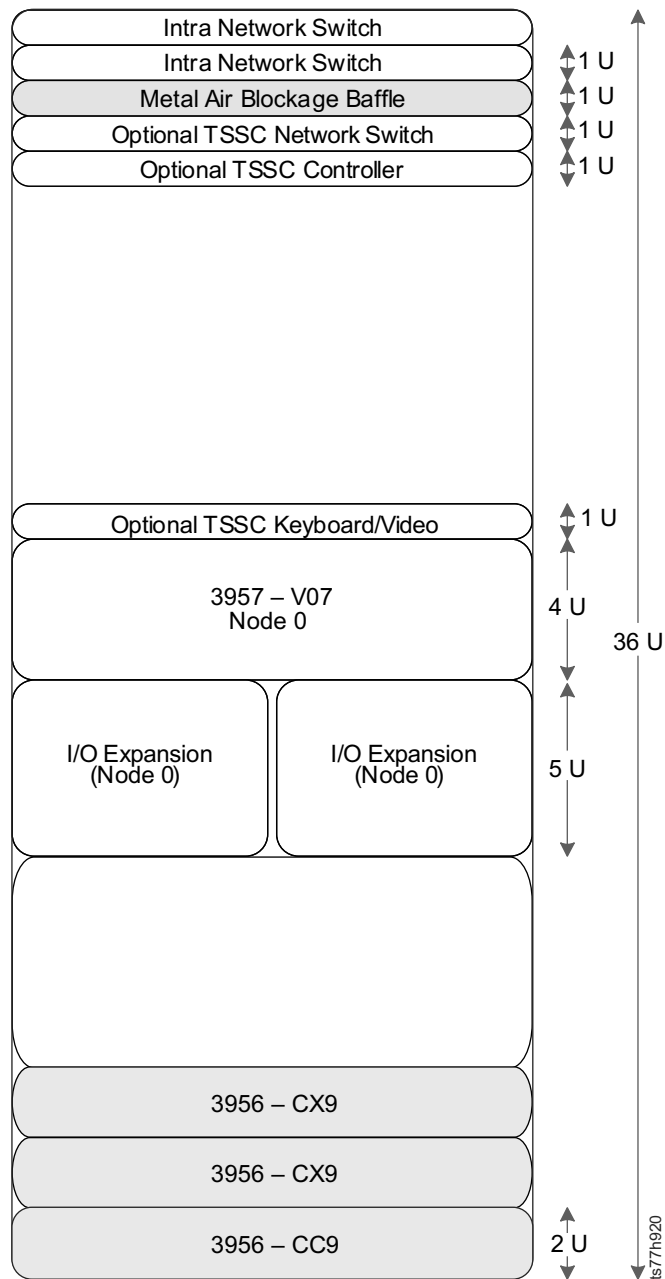 Intra Network Switch
Intra Network Switch
1 U
Metal Air Blockage Baffle
1 U
Optional TSSC Network Switch
1 U
Optional TSSC Controller
1 U
Optional TSSC Keyboard/Video
1 U
3957 – V07
Node 0
4 U
36 U
I/O Expansion
(Node 0)
I/O Expansion
(Node 0)
5 U
3956 – CX9
3956 – CX9
3956 – CC9
2 U
ts77h920